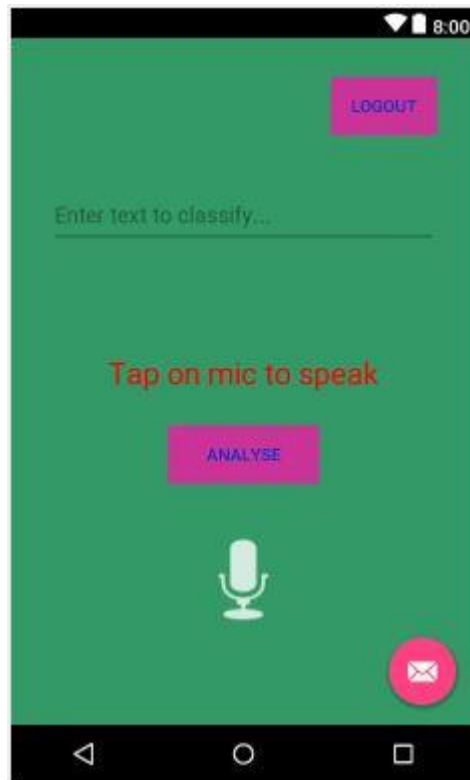 8:00
LOGOUT
Enter text to classify...
Tap on mic to speak
ANALYSE